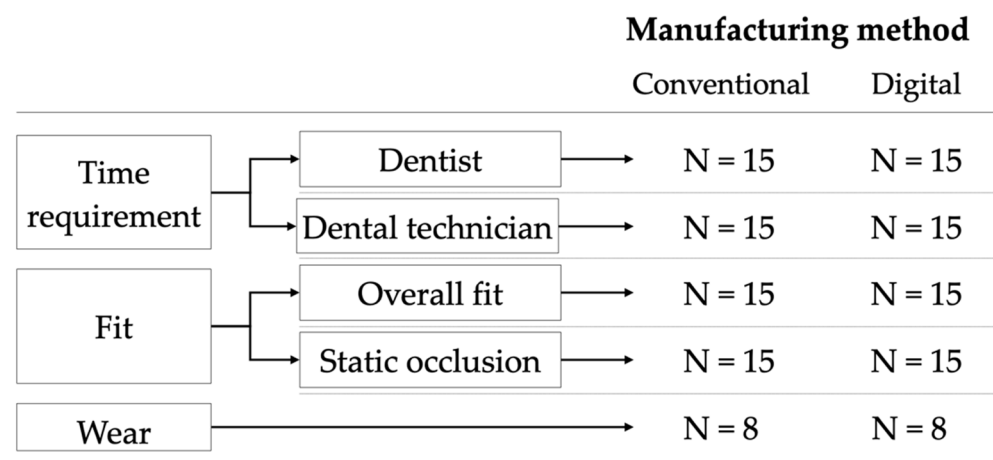 Manufacturing method
Conventional Digital
Time
requirement
Dentist N = 15 N = 15
Dental technician N = 15 N = 15
Fit
Overall fit N = 15 N = 15
Static occlusion N = 15 N = 15
Wear N = 8 N = 8